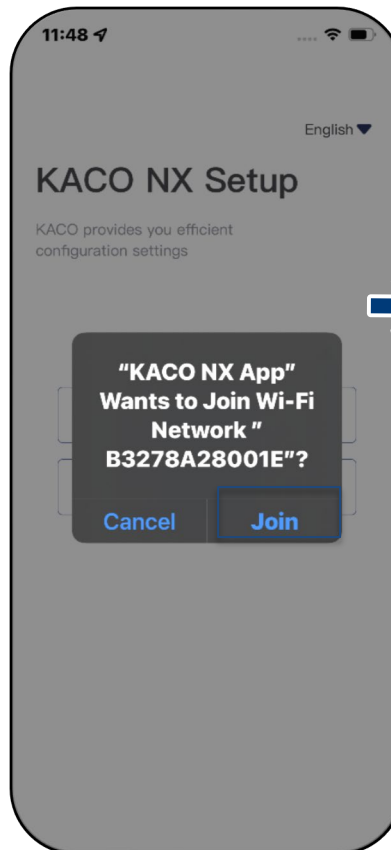 11:48
English
KACO NX Setup
KACO provides you efficient
configuration settings
“KACO NX App”
Wants to Join Wi-Fi
Network "
B3278A28001E"?
Cancel Join